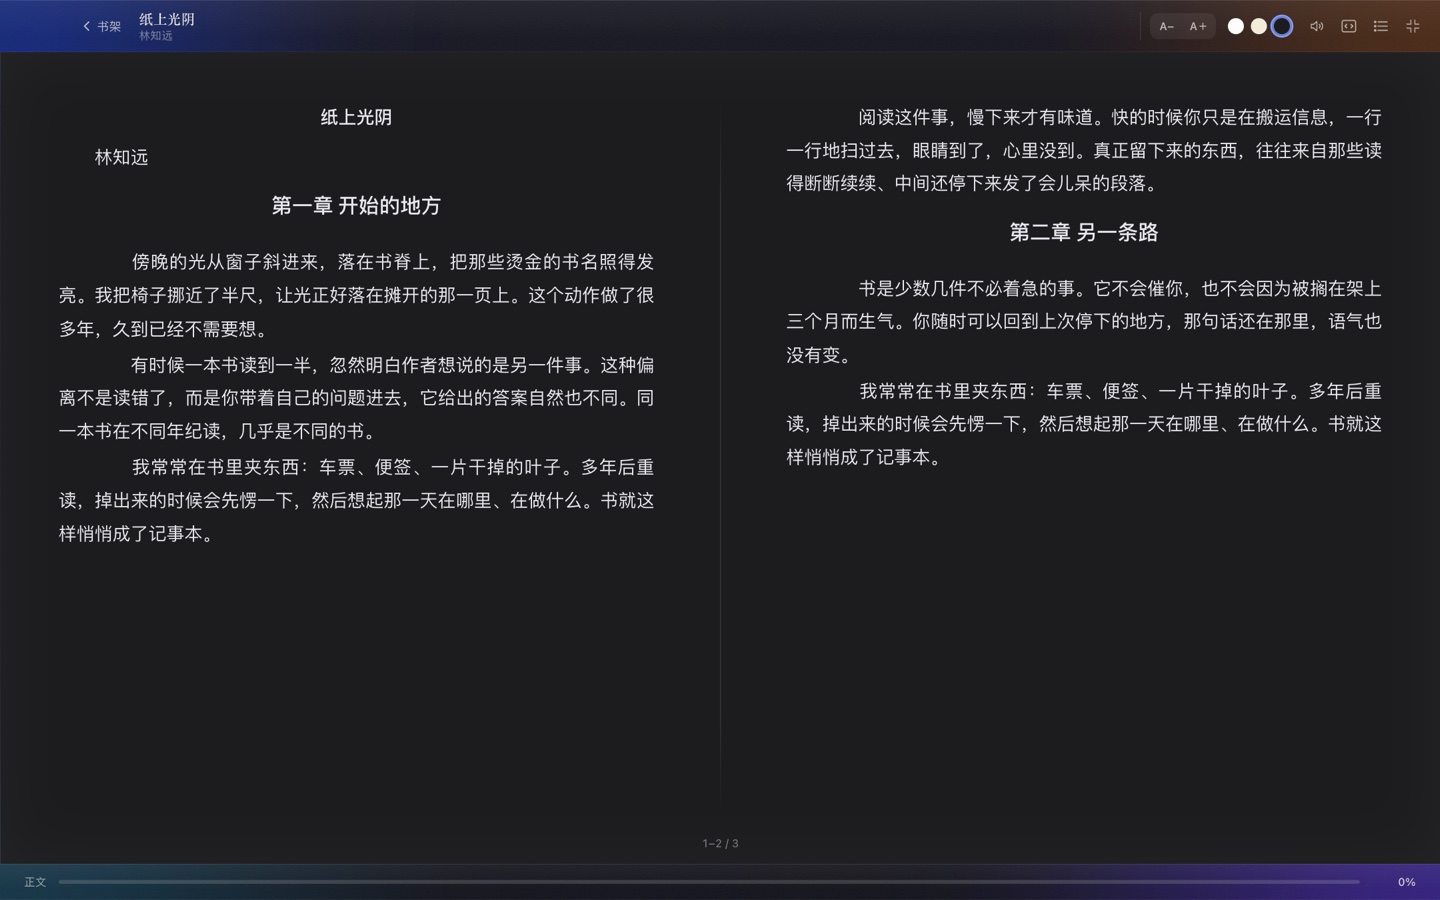 书架
纸上光阴
林知远
A−
A+
纸上光阴
林知远
第一章 开始的地方
傍晚的光从窗子斜进来，落在书脊上，把那些烫金的书名照得发
亮。我把椅子挪近了半尺，让光正好落在摊开的那一页上。这个动作做了很
多年，久到已经不需要想。
有时候一本书读到一半，忽然明白作者想说的是另一件事。这种偏
离不是读错了，而是你带着自己的问题进去，它给出的答案自然也不同。同
一本书在不同年纪读，几乎是不同的书。
我常常在书里夹东西：车票、便签、一片干掉的叶子。多年后重
读，掉出来的时候会先愣一下，然后想起那一天在哪里、在做什么。书就这
样悄悄成了记事本。
阅读这件事，慢下来才有味道。快的时候你只是在搬运信息，一行
一行地扫过去，眼睛到了，心里没到。真正留下来的东西，往往来自那些读
得断断续续、中间还停下来发了会儿呆的段落。
第二章 另一条路
书是少数几件不必着急的事。它不会催你，也不会因为被搁在架上
三个月而生气。你随时可以回到上次停下的地方，那句话还在那里，语气也
没有变。
我常常在书里夹东西：车票、便签、一片干掉的叶子。多年后重
读，掉出来的时候会先愣一下，然后想起那一天在哪里、在做什么。书就这
样悄悄成了记事本。
1–2 / 3
正文
0%